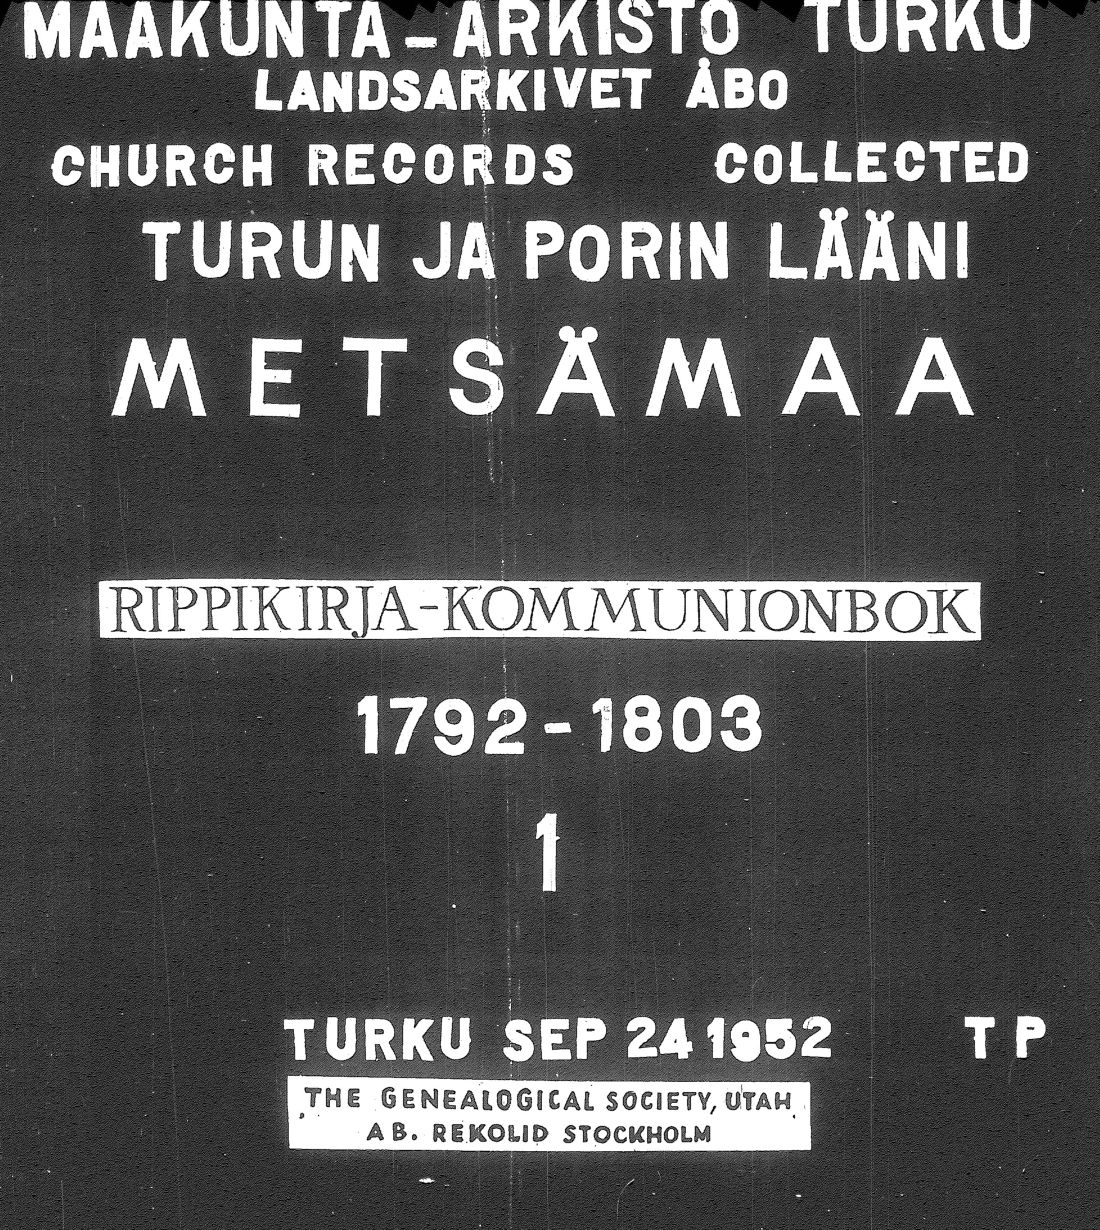 MAAKUNTA-ARKISTO TURKU
LANDSARKIVET ÅBO
CHURCH RECORDS COLLECTED
TURUN JA PORIN LÄÄNI
METSÄMAA
RIPPIKIRJA-KOMMUNIONBOK
1792-1803
1
TURKU SEP 24 1952 T P
THE GENEALOGICAL SOCIETY, UTAH
AB. REKOLID STOCKHOLM